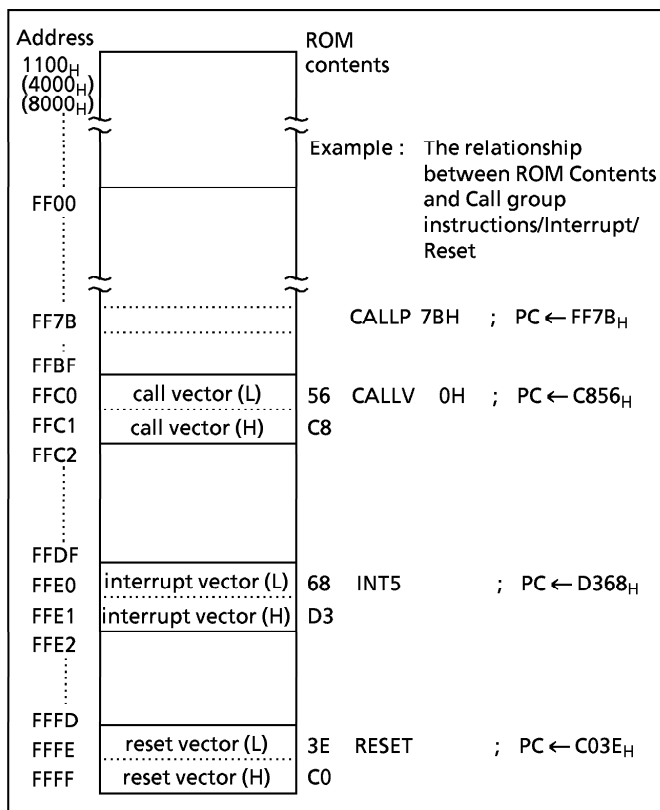 Address ROM contents
1100H
(4000H)
(8000H)
Example : The relationship
between ROM Contents
and Call group
instructions/Interrupt/
Reset
FF00
FF7B CALLP 7BH ; PC ← FF7BH
FFBF
FFC0 call vector (L) 56 CALLV 0H ; PC ← C856H
FFC1 call vector (H) C8
FFC2
FFDF
FFE0 interrupt vector (L) 68 INT5 ; PC ← D368H
FFE1 interrupt vector (H) D3
FFE2
FFFD
FFFE reset vector (L) 3E RESET ; PC ← C03EH
FFFF reset vector (H) C0